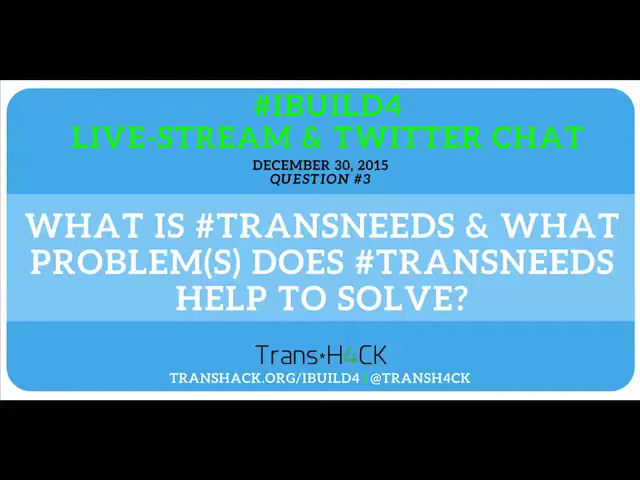 #IBUILD4
LIVE-STREAM & TWITTER CHAT
DECEMBER 30, 2015
QUESTION #3
WHAT IS #TRANSNEEDS & WHAT
PROBLEM(S) DOES #TRANSNEEDS
HELP TO SOLVE?
Trans*H4CK
TRANSHACK.ORG/IBUILD4 | @TRANSH4CK